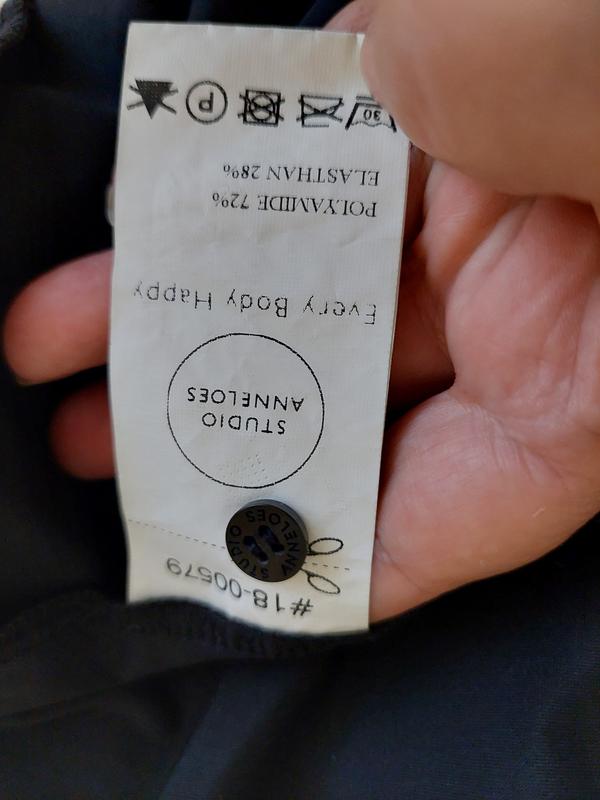 #18-00579
STUDIO ANNELOES
STUDIO
ANNELOES
Every Body Happy
POLYAMIDE 72%
ELASTHAN 28%
30 P